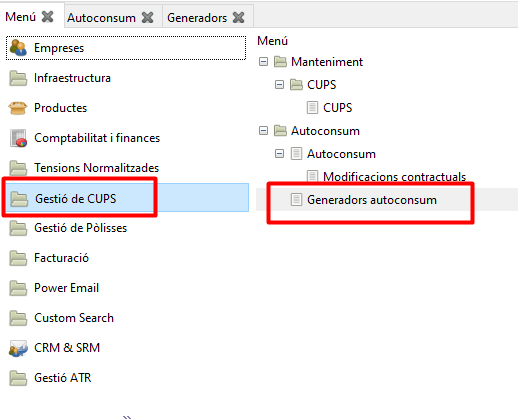 Menú Autoconsum Generadors
Empreses
Infraestructura
Productes
Comptabilitat i finances
Tensions Normalitzades
Gestió de CUPS
Gestió de Pòlisses
Facturació
Power Email
Custom Search
CRM & SRM
Gestió ATR
Menú
Manteniment
CUPS
CUPS
Autoconsum
Autoconsum
Modificacions contractuals
Generadors autoconsum